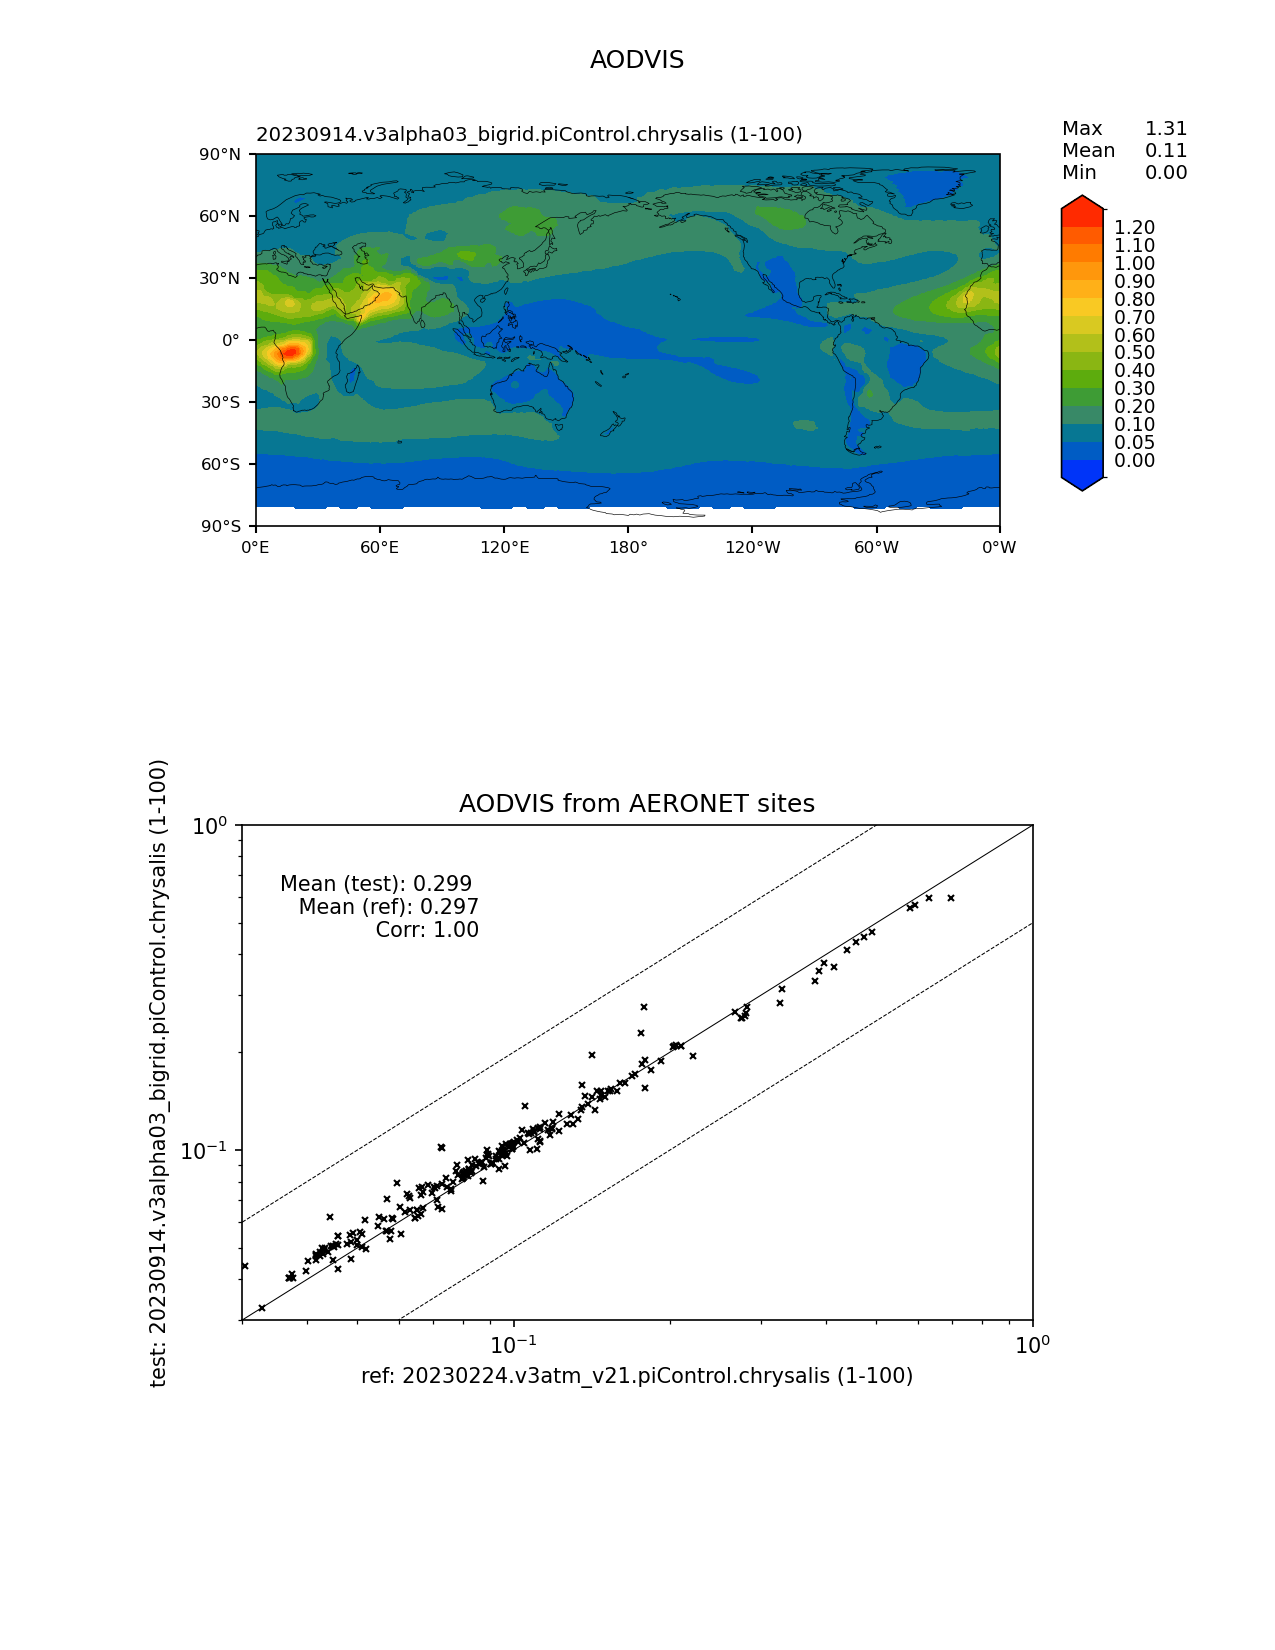 AODVIS
20230914.v3alpha03_bigrid.piControl.chrysalis (1-100)
Max 1.31
Mean 0.11
Min 0.00
90°N
60°N
30°N
0°
30°S
60°S
90°S
0°E 60°E 120°E 180° 120°W 60°W 0°W
1.20
1.10
1.00
0.90
0.80
0.70
0.60
0.50
0.40
0.30
0.20
0.10
0.05
0.00
AODVIS from AERONET sites
Mean (test): 0.299
Mean (ref): 0.297
Corr: 1.00
10⁰
10⁻¹
10⁻¹ 10⁰
test: 20230914.v3alpha03_bigrid.piControl.chrysalis (1-100)
ref: 20230224.v3atm_v21.piControl.chrysalis (1-100)